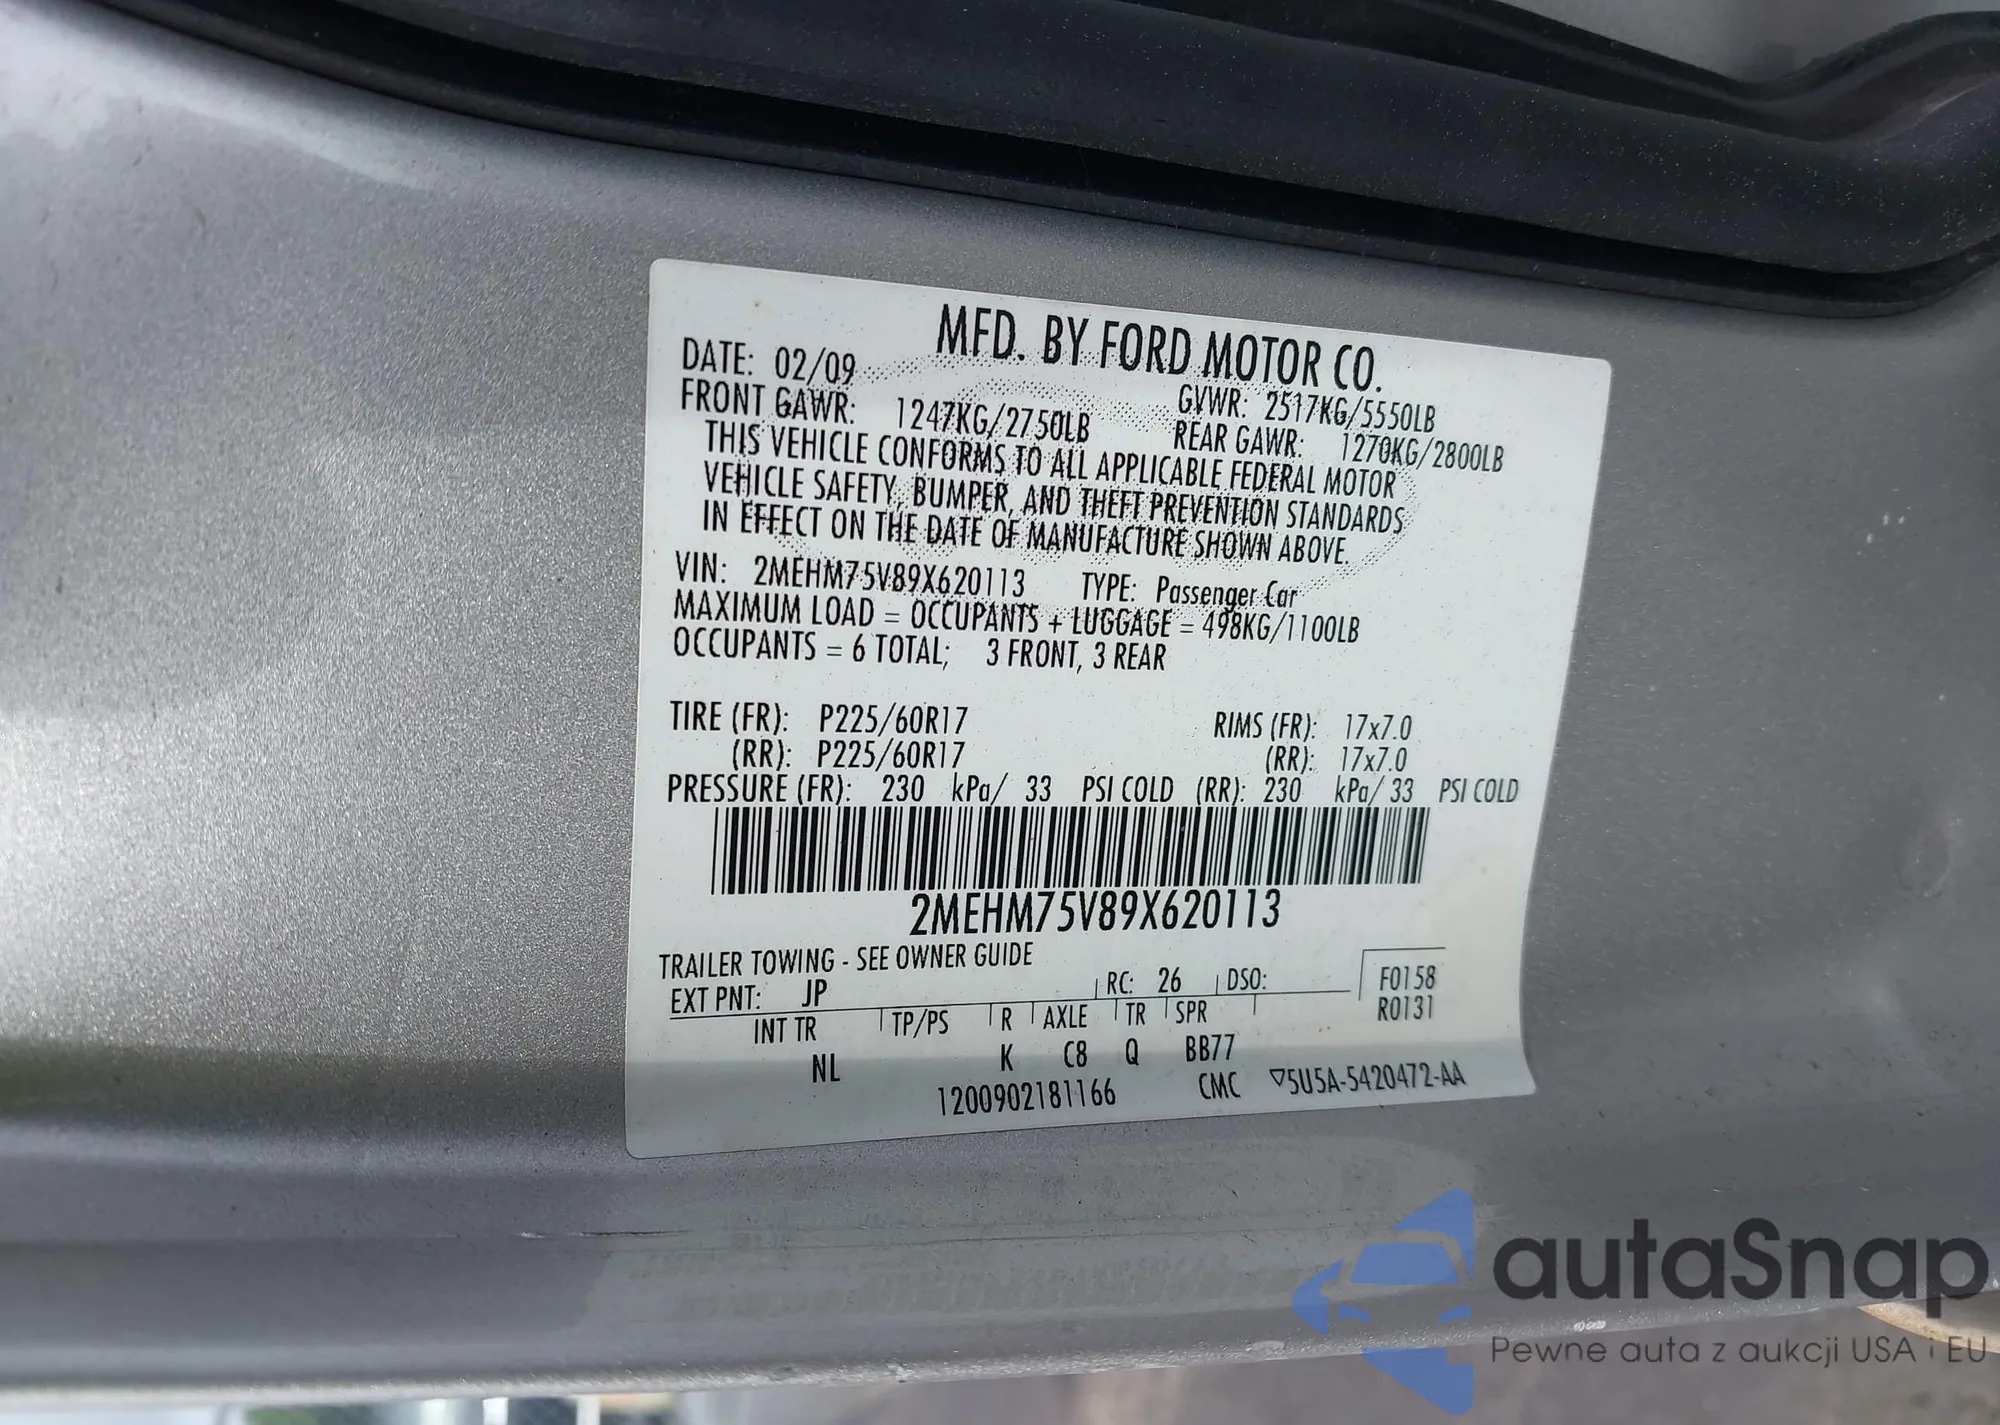 MFD. BY FORD MOTOR CO.
DATE: 02/09
GVWR: 2517KG/5550LB
FRONT GAWR: 1247KG/2750LB
REAR GAWR: 1270KG/2800LB
THIS VEHICLE CONFORMS TO ALL APPLICABLE FEDERAL MOTOR
VEHICLE SAFETY, BUMPER, AND THEFT PREVENTION STANDARDS
IN EFFECT ON THE DATE OF MANUFACTURE SHOWN ABOVE.
VIN: 2MEHM75V89X620113 TYPE: Passenger Car
MAXIMUM LOAD = OCCUPANTS + LUGGAGE = 498KG/1100LB
OCCUPANTS = 6 TOTAL; 3 FRONT, 3 REAR
TIRE (FR): P225/60R17 RIMS (FR): 17x7.0
(RR): P225/60R17 (RR): 17x7.0
PRESSURE (FR): 230 kPa/ 33 PSI COLD (RR): 230 kPa/ 33 PSI COLD
2MEHM75V89X620113
TRAILER TOWING - SEE OWNER GUIDE
EXT PNT: JP RC: 26 DSO: F0158
R0131
INT TR TP/PS R AXLE TR SPR
NL K C8 Q BB77
1200902181166 CMC ▽5U5A-5420472-AA
autaSnap
Pewne auta z aukcji USA i EU